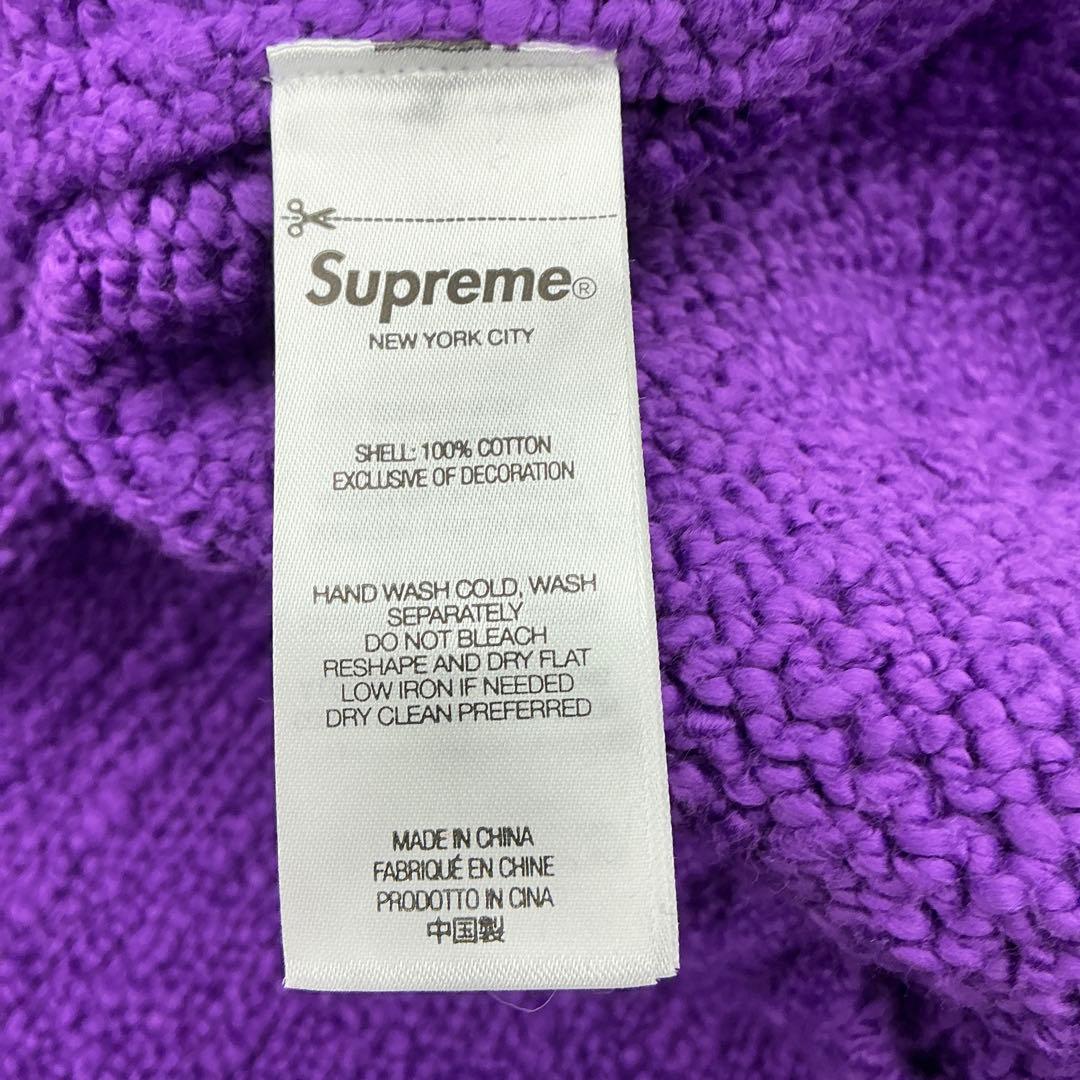 Supreme®
NEW YORK CITY
SHELL: 100% COTTON
EXCLUSIVE OF DECORATION
HAND WASH COLD, WASH
SEPARATELY
DO NOT BLEACH
RESHAPE AND DRY FLAT
LOW IRON IF NEEDED
DRY CLEAN PREFERRED
MADE IN CHINA
FABRIQUÉ EN CHINE
PRODOTTO IN CINA
中国製